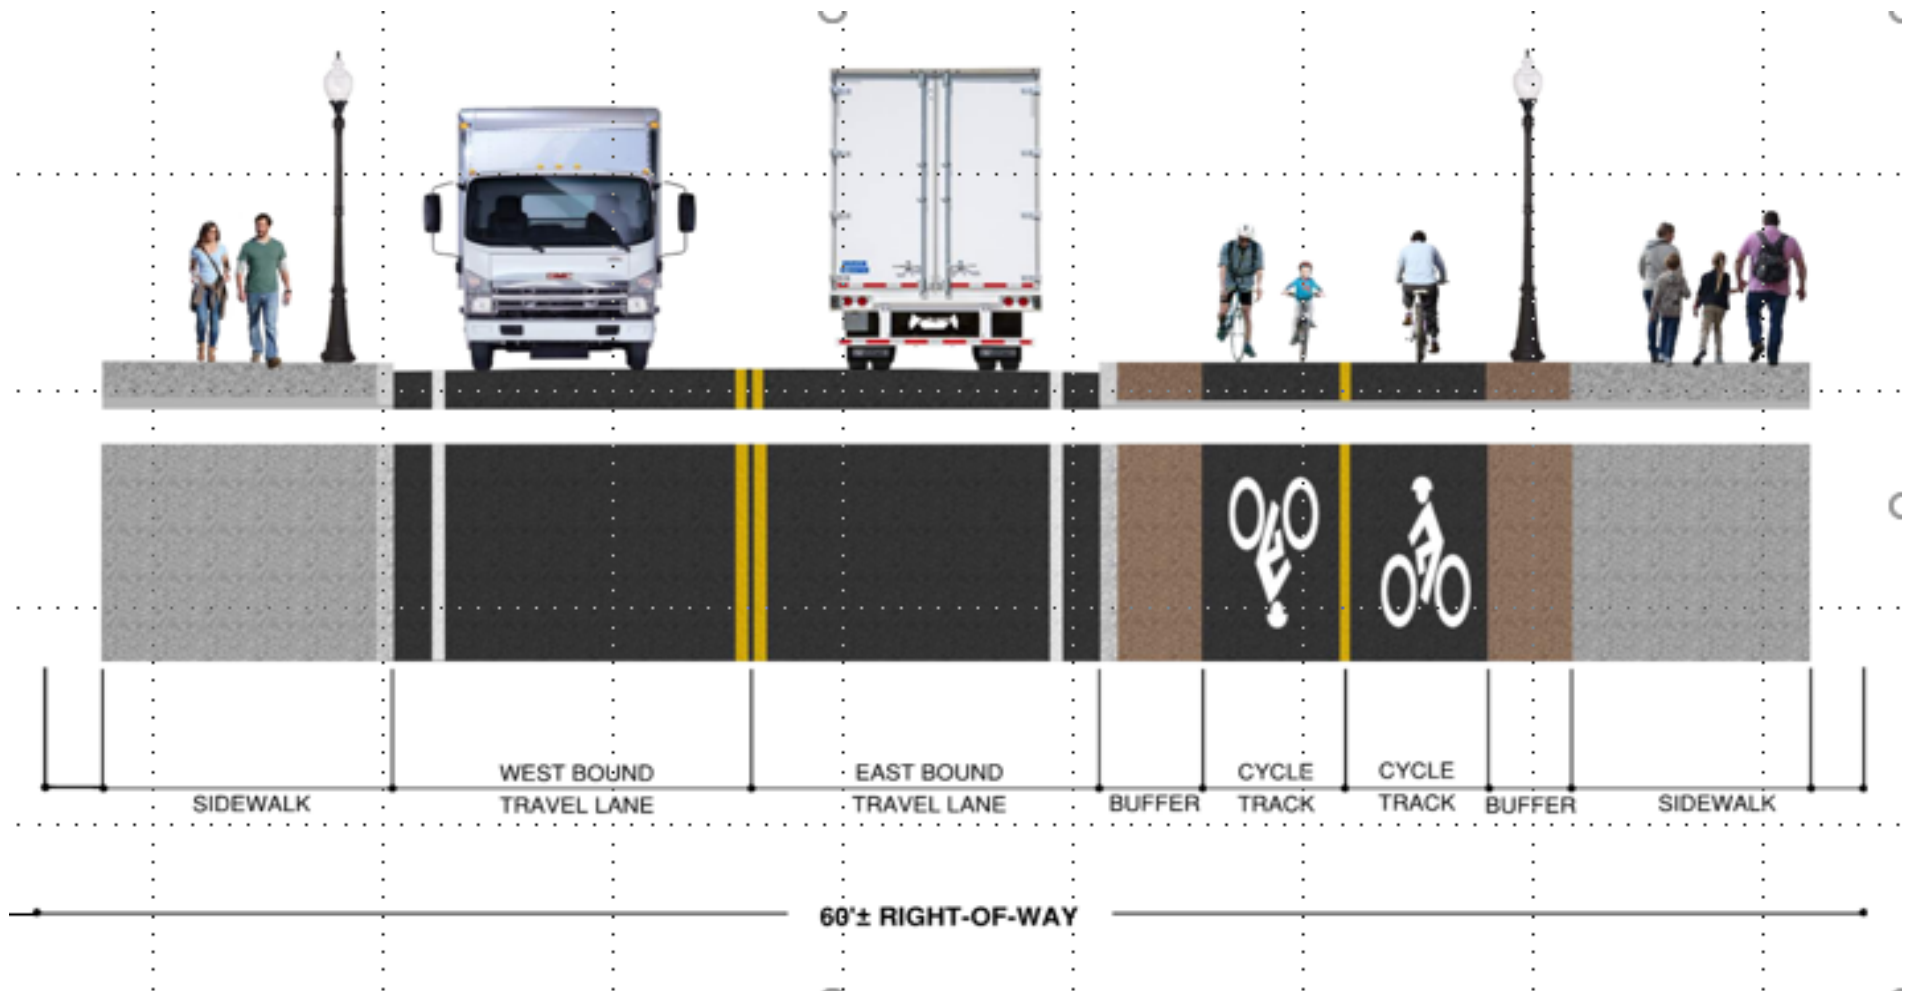 WEST BOUND
EAST BOUND
CYCLE
CYCLE
SIDEWALK
TRAVEL LANE
TRAVEL LANE
BUFFER
TRACK
TRACK
BUFFER
SIDEWALK
60'± RIGHT-OF-WAY